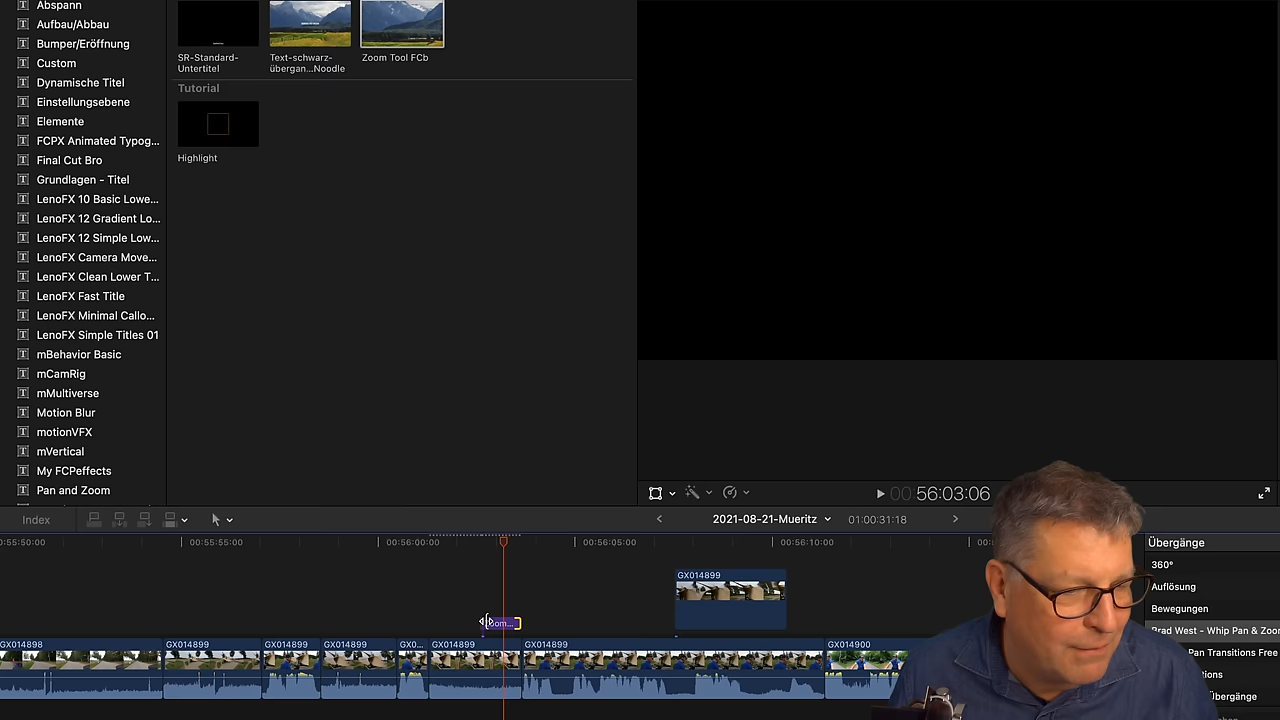 Abspann
Aufbau/Abbau
Bumper/Eröffnung
Custom
Dynamische Titel
Einstellungsebene
Elemente
FCPX Animated Typog...
Final Cut Bro
Grundlagen - Titel
LenoFX 10 Basic Lowe...
LenoFX 12 Gradient Lo...
LenoFX 12 Simple Low...
LenoFX Camera Move...
LenoFX Clean Lower T...
LenoFX Fast Title
LenoFX Minimal Callo...
LenoFX Simple Titles 01
mBehavior Basic
mCamRig
mMultiverse
Motion Blur
motionVFX
mVertical
My FCPeffects
Pan and Zoom
SR-Standard-
Untertitel
Text-schwarz-
übergan...Noodle
Zoom Tool FCb
Tutorial
Highlight
00:56:03:06
Index
2021-08-21-Mueritz
01:00:31:18
0:55:50:00
00:55:55:00
00:56:00:00
00:56:05:00
00:56:10:00
00:
GX014899
oom...
GX014898
GX014899
GX014899
GX014899
GX0...
GX014899
GX014899
GX014900
Übergänge
360°
Auflösung
Bewegungen
Brad West - Whip Pan & Zoo
Pan Transitions Free
ions
Übergänge